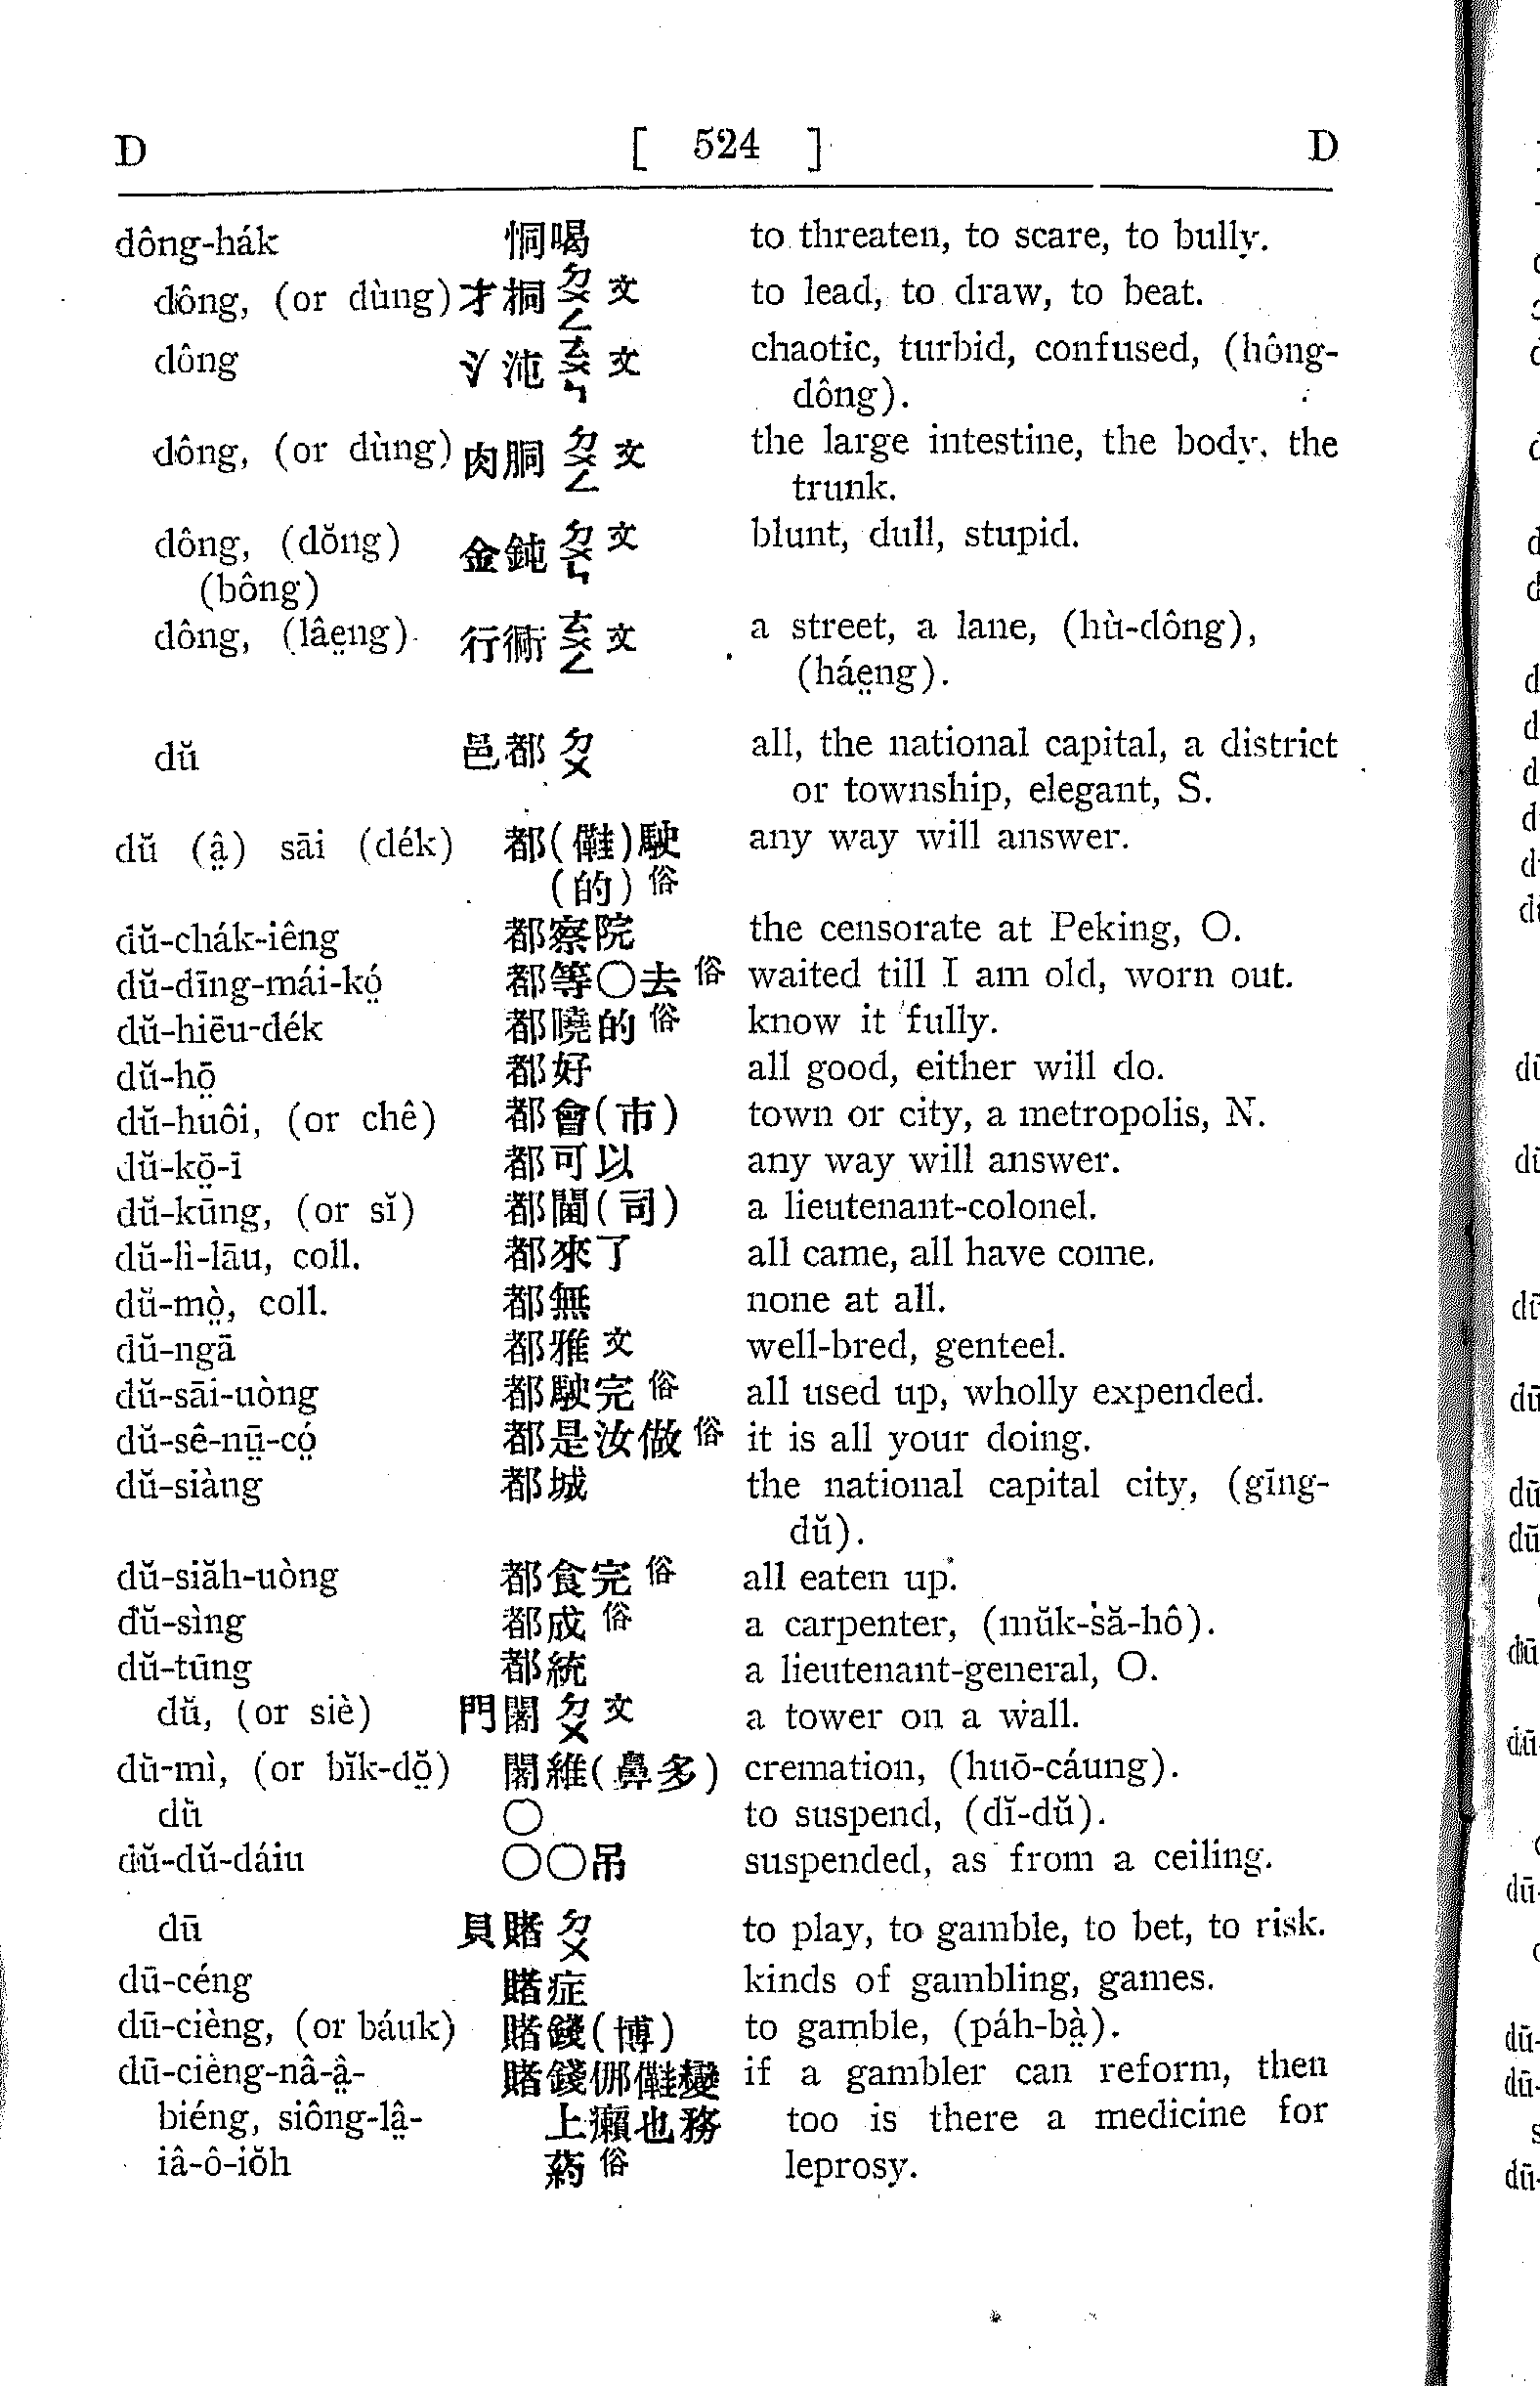 D [ 524 ] D
dông-hák 恫喝 to threaten, to scare, to bully.
dông, (or dùng) 才挏 ㄉㄨㄥ 文 to lead, to draw, to beat.
dông 氵沌 ㄊㄨㄣ 文 chaotic, turbid, confused, (hông-
dông).
dông, (or dùng) 肉胴 ㄉㄨㄥ 文 the large intestine, the body, the
trunk.
dông, (dŏng) 金鈍 ㄉㄨㄣ 文 blunt, dull, stupid.
(bông)
dông, (lâe̤ng) 行衕 ㄊㄨㄥ 文 a street, a lane, (hù-dông),
(háe̤ng).
dŭ 邑都 ㄉㄨ all, the national capital, a district
or township, elegant, S.
dŭ (â̤) sāi (dék) 都(𠎡)駛 any way will answer.
(的) 俗
dŭ-chák-iêng 都察院 the censorate at Peking, O.
dŭ-dīng-mái-kó̤ 都等〇去 俗 waited till I am old, worn out.
dŭ-hiēu-dék 都曉的 俗 know it fully.
dŭ-hō̤ 都好 all good, either will do.
dŭ-huôi, (or chê) 都會(市) town or city, a metropolis, N.
dŭ-kō̤-ī 都可以 any way will answer.
dŭ-kūng, (or sĭ) 都閫(司) a lieutenant-colonel.
dŭ-lì-lāu, coll. 都來了 all came, all have come.
dŭ-mò̤, coll. 都無 none at all.
dŭ-ngā 都雅 文 well-bred, genteel.
dŭ-sāi-uòng 都駛完 俗 all used up, wholly expended.
dŭ-sê-nṳ̄-có̤ 都是汝做 俗 it is all your doing.
dŭ-siàng 都城 the national capital city, (gīng-
dŭ).
dŭ-siăh-uòng 都食完 俗 all eaten up.
dŭ-sìng 都成 俗 a carpenter, (mŭk-să-hô).
dŭ-tūng 都統 a lieutenant-general, O.
dŭ, (or siè) 門闍 ㄉㄨ 文 a tower on a wall.
dŭ-mì, (or bĭk-dŏ̤) 闍維(鼻多) cremation, (huō-cáung).
dŭ 〇 to suspend, (dĭ-dŭ).
dŭ-dŭ-dáiu 〇〇吊 suspended, as from a ceiling.
dū 貝賭 ㄉㄨ to play, to gamble, to bet, to risk.
dū-céng 賭症 kinds of gambling, games.
dū-cièng, (or báuk) 賭錢(博) to gamble, (páh-bà̤).
dū-cièng-nâ-â̤- 賭錢㑚𠎡變 if a gambler can reform, then
biéng, siông-lâ̤- 上癩也務 too is there a medicine for
iâ-ô-iŏh 葯 俗 leprosy.